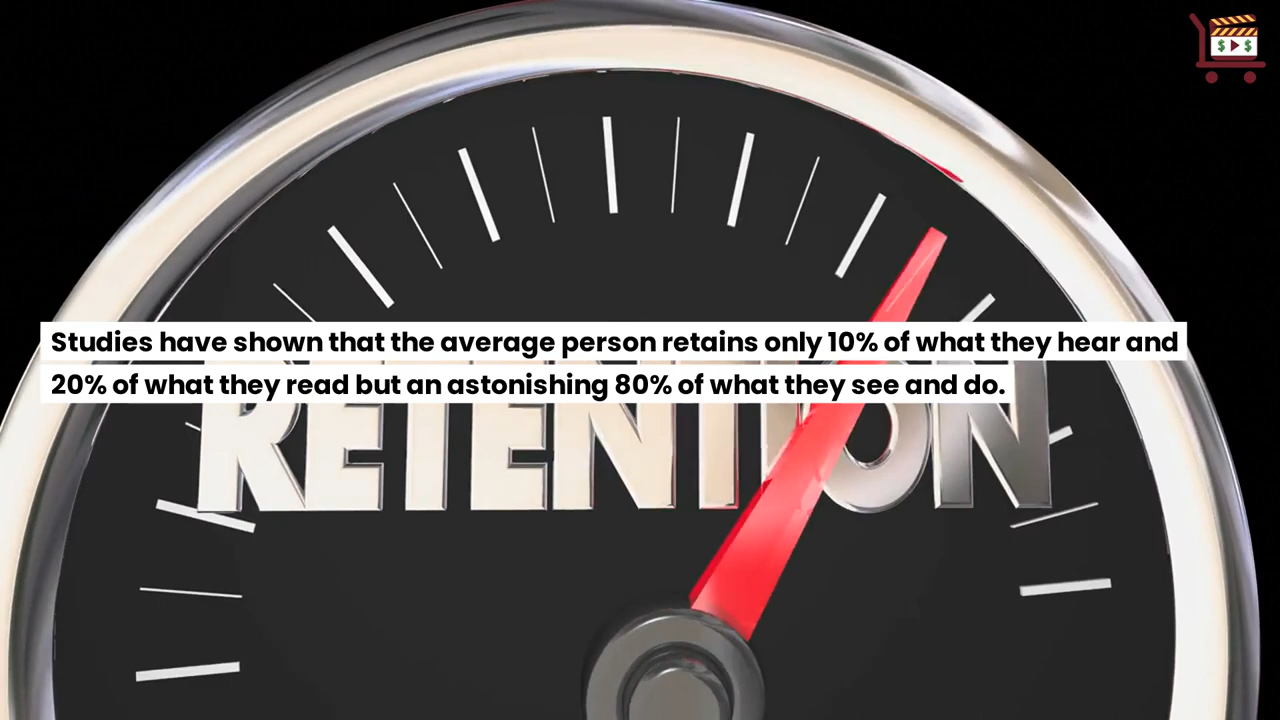 Studies have shown that the average person retains only 10% of what they hear and
20% of what they read but an astonishing 80% of what they see and do.
RETENTION
$ $